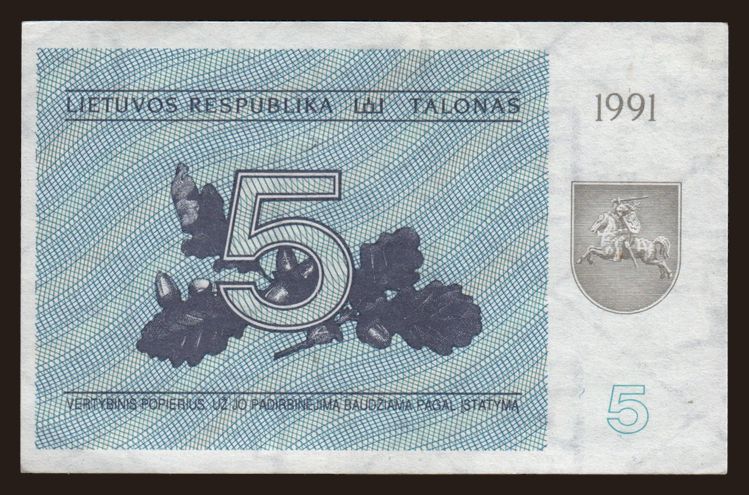 LIETUVOS RESPUBLIKA TALONAS
1991
5
VERTYBINIS POPIERIUS. UŽ JO PADIRBINĖJIMĄ BAUDŽIAMA PAGAL ĮSTATYMĄ
5